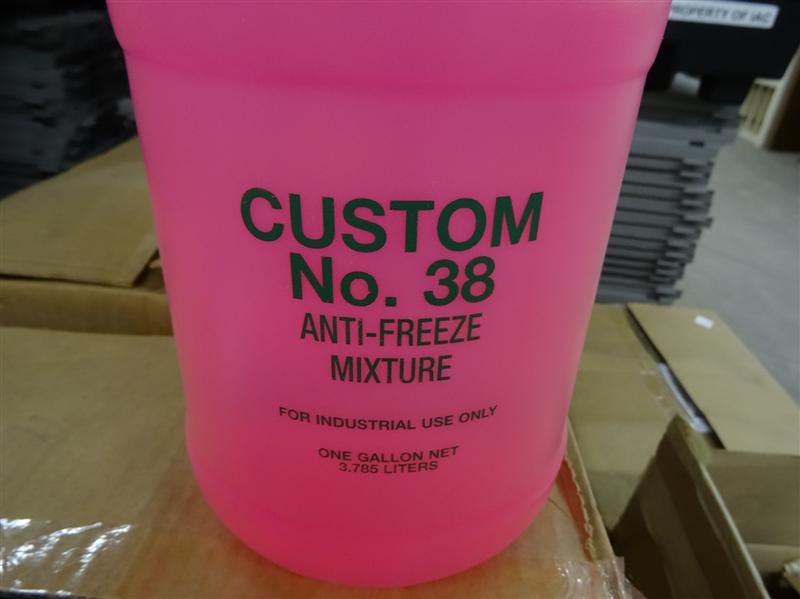 PROPERTY OF IAC
CUSTOM
No. 38
ANTI-FREEZE
MIXTURE
FOR INDUSTRIAL USE ONLY
ONE GALLON NET
3.785 LITERS